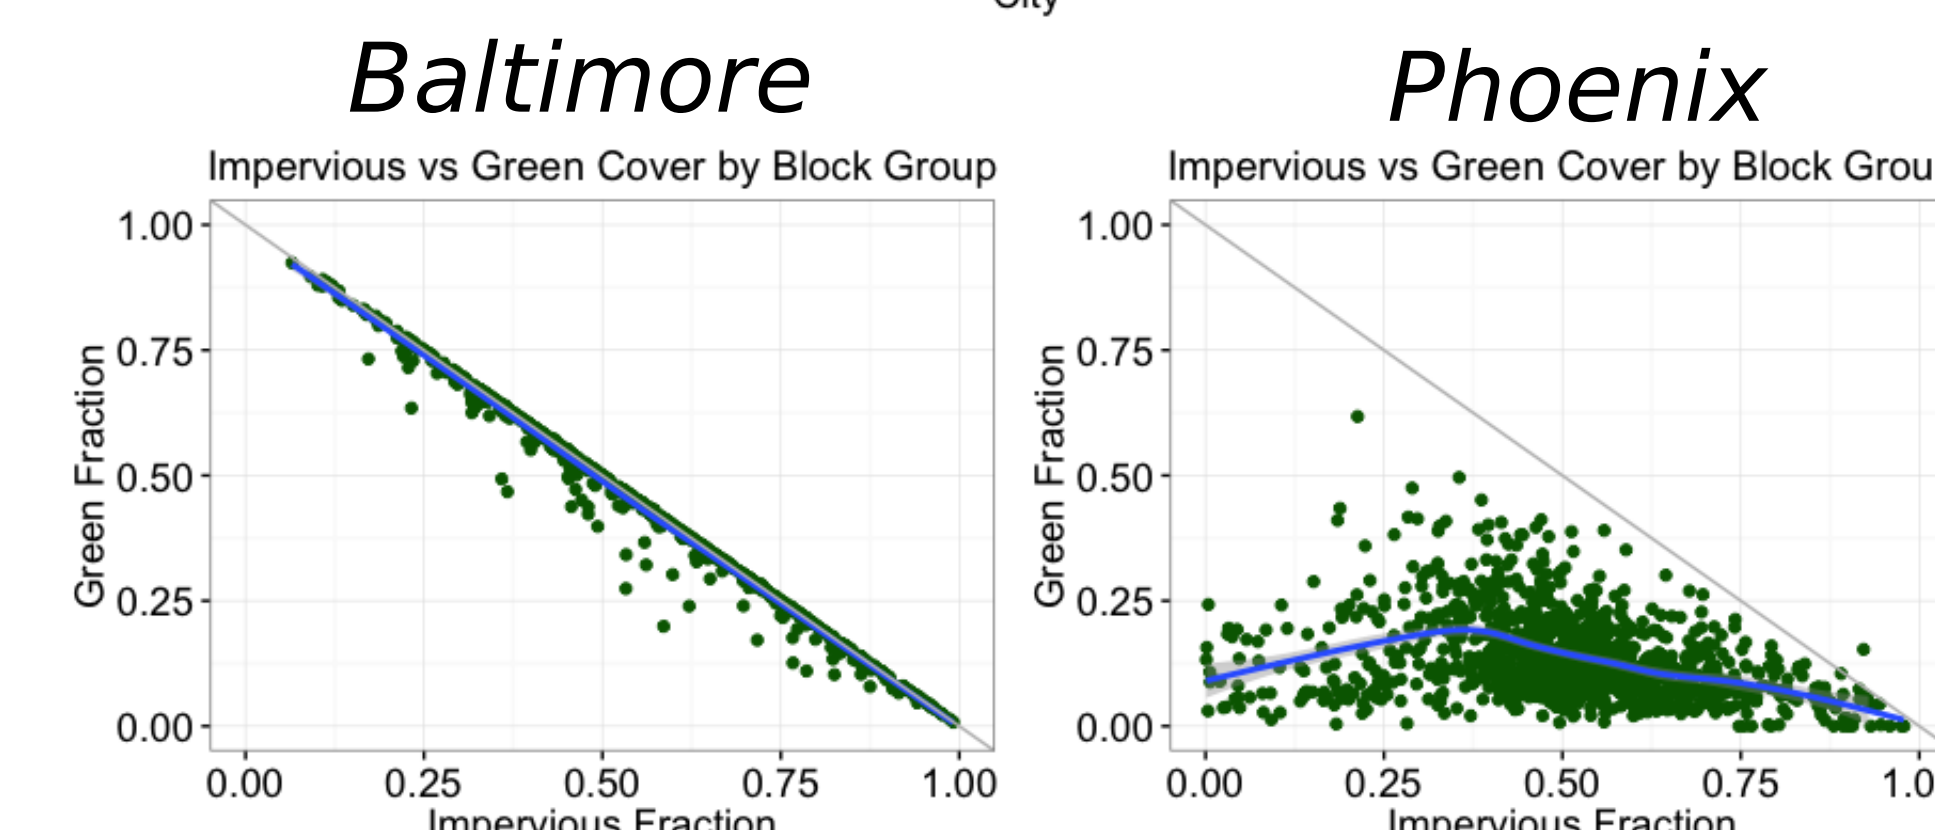 City
Baltimore
Phoenix
Impervious vs Green Cover by Block Group
Impervious vs Green Cover by Block Grou
Green Fraction
1.00
0.75
0.50
0.25
0.00
0.00 0.25 0.50 0.75 1.00
Impervious Fraction
Green Fraction
1.00
0.75
0.50
0.25
0.00
0.00 0.25 0.50 0.75 1.0
Impervious Fraction